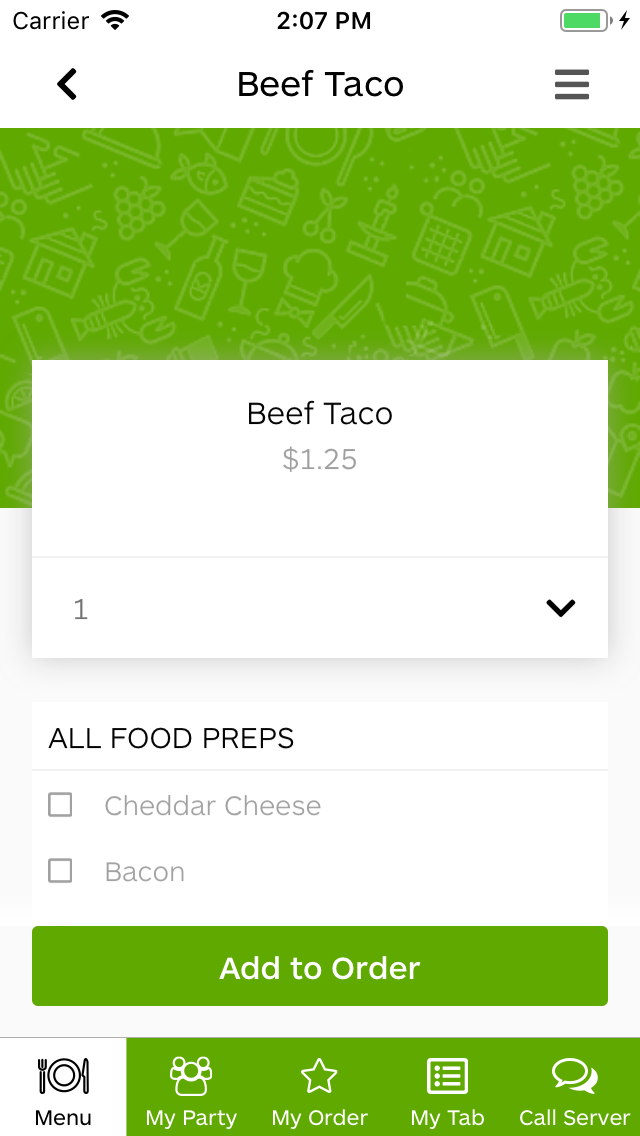 Carrier 2:07 PM
Beef Taco
Beef Taco
$1.25
1
ALL FOOD PREPS
Cheddar Cheese
Bacon
Add to Order
Menu My Party My Order My Tab Call Server